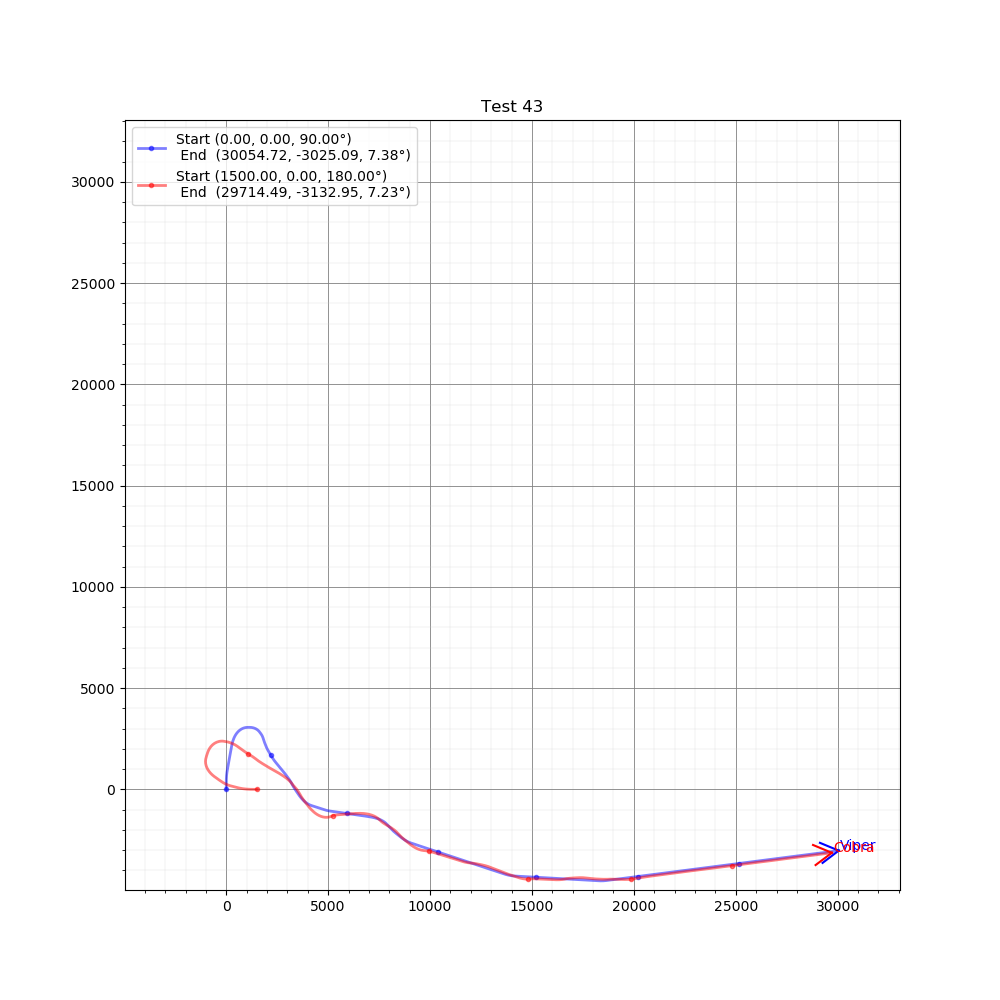 Test 43
Start (0.00, 0.00, 90.00°)
End  (30054.72, -3025.09, 7.38°)
Start (1500.00, 0.00, 180.00°)
End  (29714.49, -3132.95, 7.23°)
30000
25000
20000
15000
10000
5000
0
Viper
Cobra
0 5000 10000 15000 20000 25000 30000